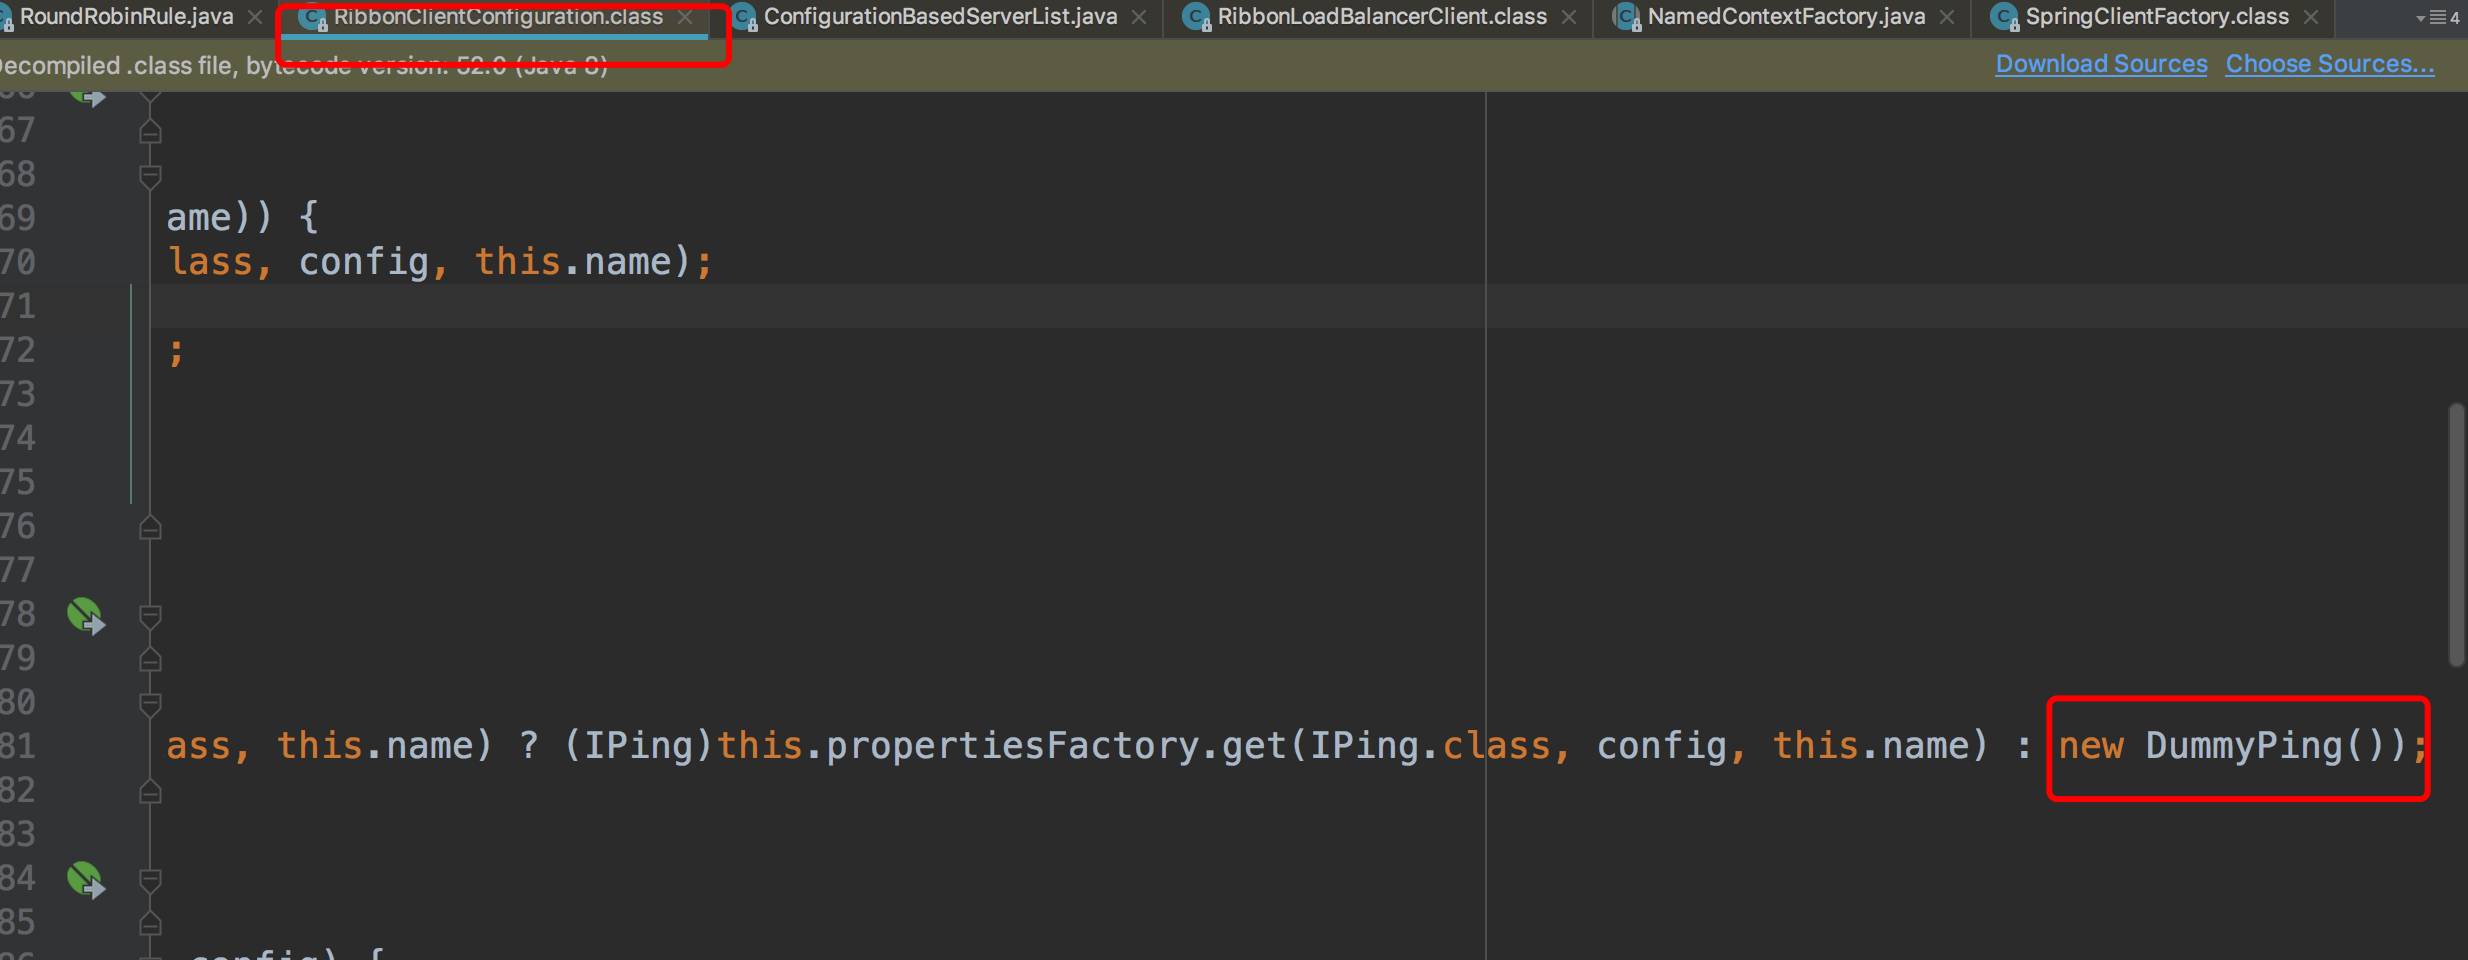 RoundRobinRule.java RibbonClientConfiguration.class ConfigurationBasedServerList.java RibbonLoadBalancerClient.class NamedContextFactory.java SpringClientFactory.class 4
ecompiled .class file, bytecode version: 52.0 (Java 8) Download Sources Choose Sources...
67
68
69 ame)) {
70 lass, config, this.name);
71
72 ;
73
74
75
76
77
78
79
80
81 ass, this.name) ? (IPing)this.propertiesFactory.get(IPing.class, config, this.name) : new DummyPing());
82
83
84
85
86 config) {